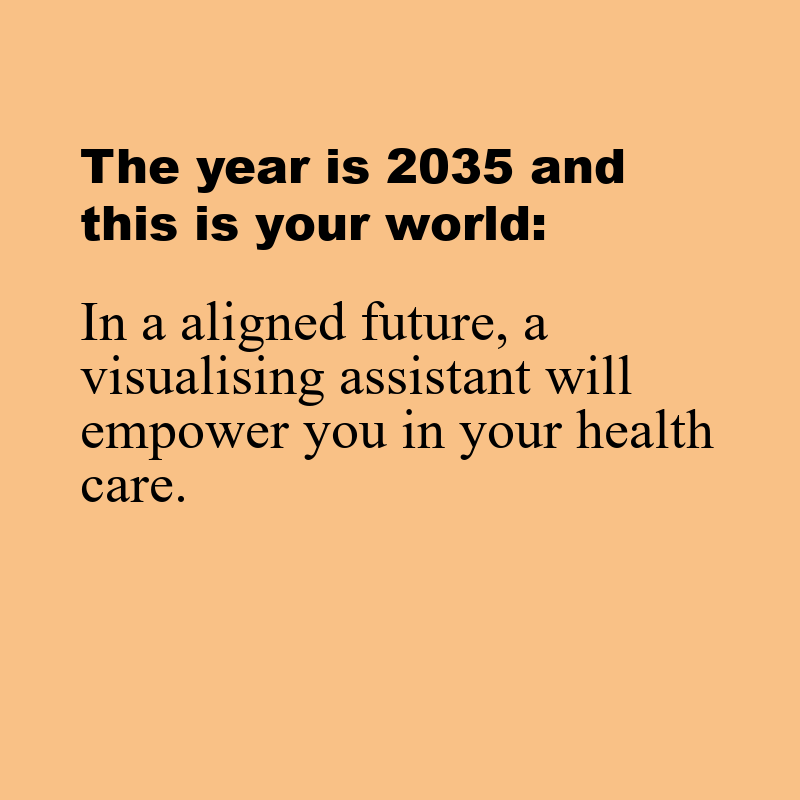 The year is 2035 and
this is your world:
In a aligned future, a
visualising assistant will
empower you in your health
care.